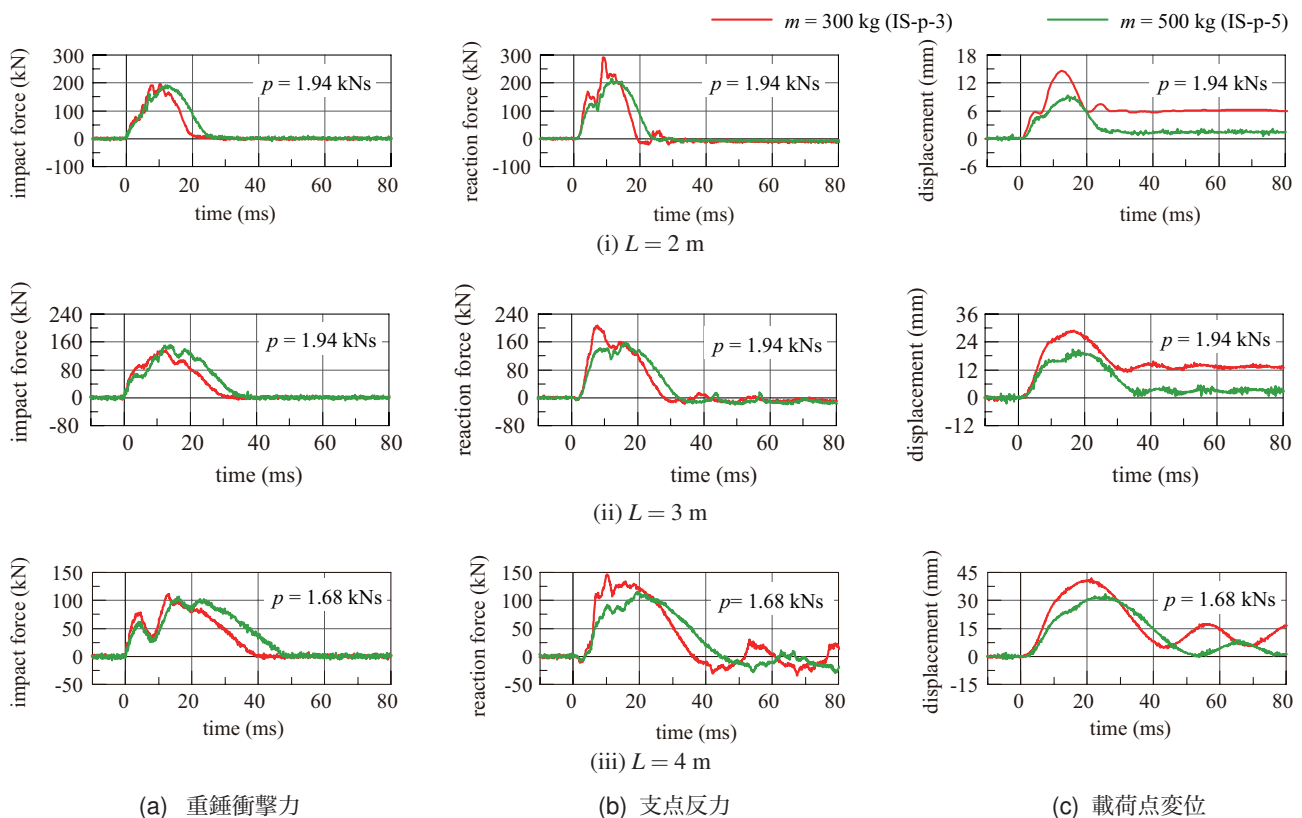 m = 300 kg (IS-p-3) m = 500 kg (IS-p-5)
impact force (kN)
300
200
100
0
-100
p = 1.94 kNs
0 20 40 60 80
time (ms)
reaction force (kN)
300
200
100
0
-100
p = 1.94 kNs
0 20 40 60 80
time (ms)
displacement (mm)
18
12
6
0
-6
p = 1.94 kNs
0 20 40 60 80
time (ms)
(i) L = 2 m
impact force (kN)
240
160
80
0
-80
p = 1.94 kNs
0 20 40 60 80
time (ms)
reaction force (kN)
240
160
80
0
-80
p = 1.94 kNs
0 20 40 60 80
time (ms)
displacement (mm)
36
24
12
0
-12
p = 1.94 kNs
0 20 40 60 80
time (ms)
(ii) L = 3 m
impact force (kN)
150
100
50
0
-50
p = 1.68 kNs
0 20 40 60 80
time (ms)
reaction force (kN)
150
100
50
0
-50
p= 1.68 kNs
0 20 40 60 80
time (ms)
displacement (mm)
45
30
15
0
-15
p = 1.68 kNs
0 20 40 60 80
time (ms)
(iii) L = 4 m
(a) 重錘衝撃力
(b) 支点反力
(c) 載荷点変位